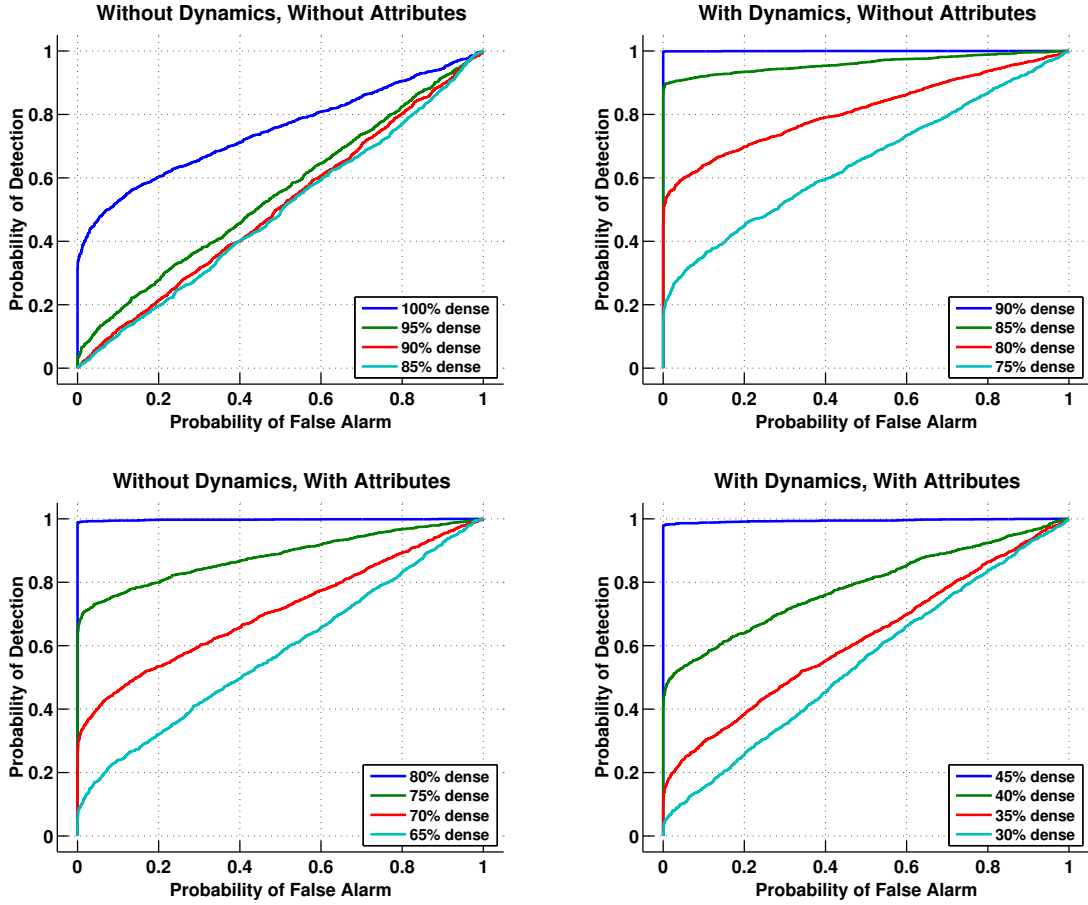 Without Dynamics, Without Attributes
1
0.8
0.6
0.4
0.2
0
Probability of Detection
100% dense
95% dense
90% dense
85% dense
0 0.2 0.4 0.6 0.8 1
Probability of False Alarm
With Dynamics, Without Attributes
1
0.8
0.6
0.4
0.2
0
Probability of Detection
90% dense
85% dense
80% dense
75% dense
0 0.2 0.4 0.6 0.8 1
Probability of False Alarm
Without Dynamics, With Attributes
1
0.8
0.6
0.4
0.2
0
Probability of Detection
80% dense
75% dense
70% dense
65% dense
0 0.2 0.4 0.6 0.8 1
Probability of False Alarm
With Dynamics, With Attributes
1
0.8
0.6
0.4
0.2
0
Probability of Detection
45% dense
40% dense
35% dense
30% dense
0 0.2 0.4 0.6 0.8 1
Probability of False Alarm